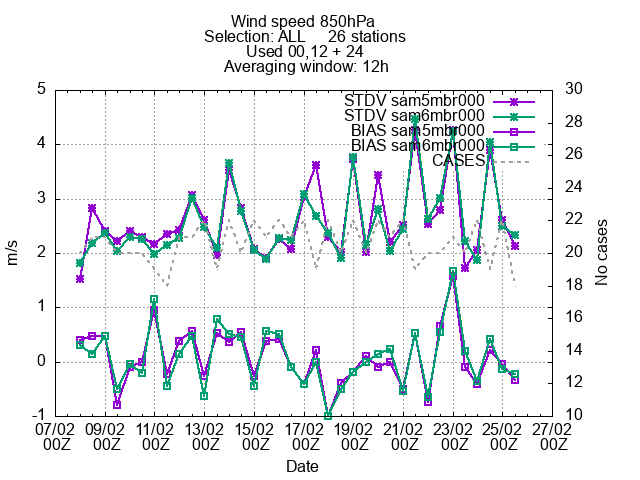 Wind speed 850hPa
Selection: ALL 26 stations
Used 00,12 + 24
Averaging window: 12h
STDV sam5mbr000
STDV sam6mbr000
BIAS sam5mbr000
BIAS sam6mbr000
CASES
5
4
3
2
1
0
-1
m/s
30
28
26
24
22
20
18
16
14
12
10
No cases
07/02 09/02 11/02 13/02 15/02 17/02 19/02 21/02 23/02 25/02 27/02
00Z 00Z 00Z 00Z 00Z 00Z 00Z 00Z 00Z 00Z 00Z
Date